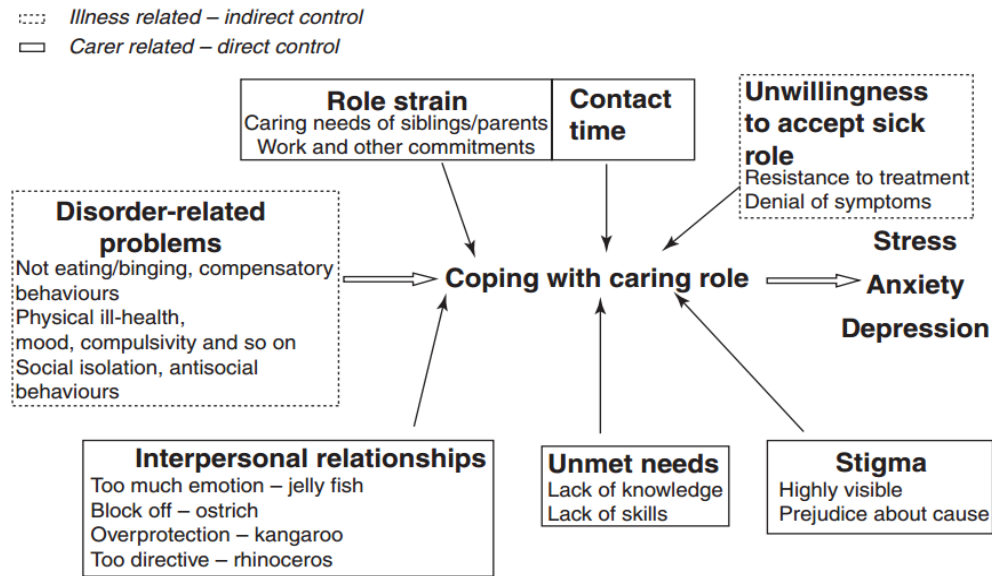 Illness related – indirect control
Carer related – direct control
Role strain
Caring needs of siblings/parents
Work and other commitments
Contact
time
Unwillingness
to accept sick
role
Resistance to treatment
Denial of symptoms
Disorder-related
problems
Not eating/binging, compensatory
behaviours
Physical ill-health,
mood, compulsivity and so on
Social isolation, antisocial
behaviours
Coping with caring role
Stress
Anxiety
Depression
Interpersonal relationships
Too much emotion – jelly fish
Block off – ostrich
Overprotection – kangaroo
Too directive – rhinoceros
Unmet needs
Lack of knowledge
Lack of skills
Stigma
Highly visible
Prejudice about cause